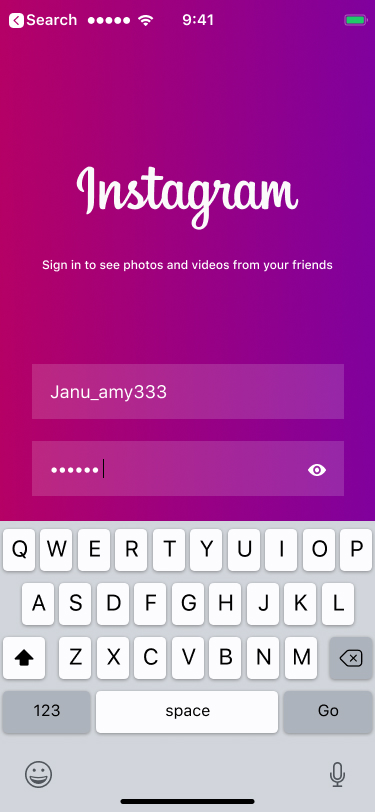 Search 9:41
Instagram
Sign in to see photos and videos from your friends
Janu_amy333
••••••
Q W E R T Y U I O P
A S D F G H J K L
Z X C V B N M
123 space Go